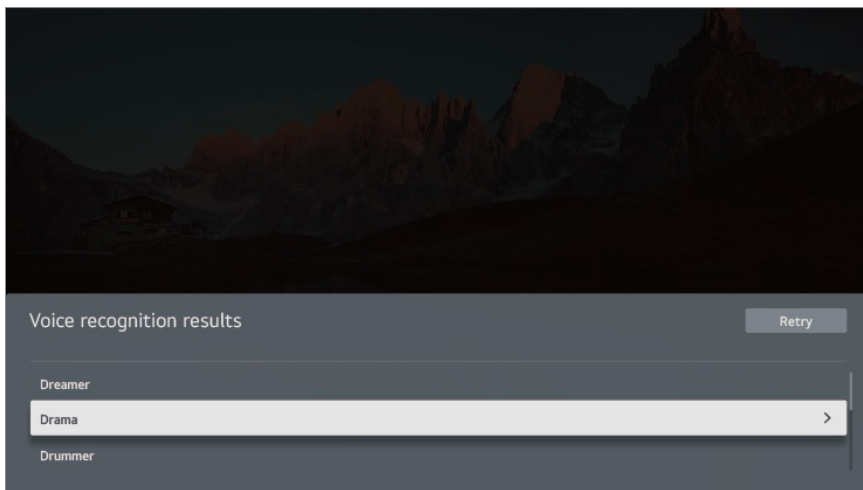 Voice recognition results
Retry
Dreamer
Drama
Drummer